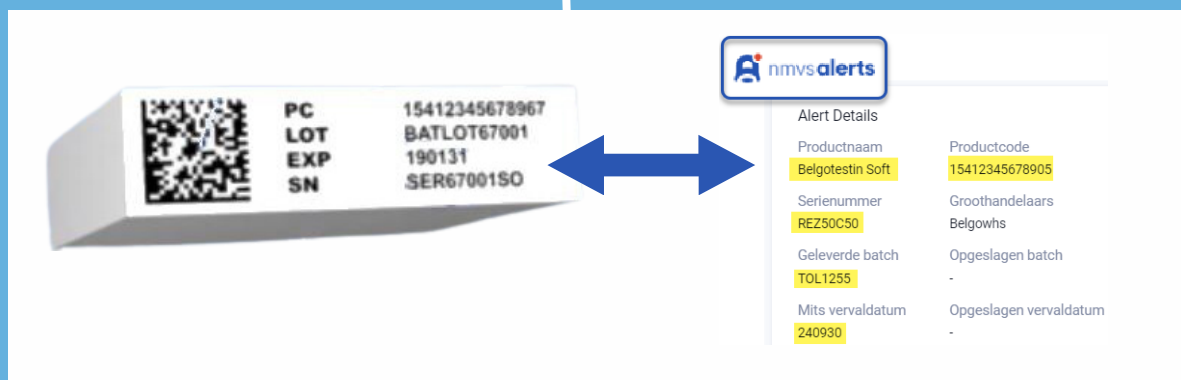 PC 15412345678967
LOT BATLOT67001
EXP 190131
SN SER67001SO
nmvsalerts
Alert Details
Productnaam Productcode
Belgotestin Soft 15412345678905
Serienummer Groothandelaars
REZ50C50 Belgowhs
Geleverde batch Opgeslagen batch
TOL1255 -
Mits vervaldatum Opgeslagen vervaldatum
240930 -